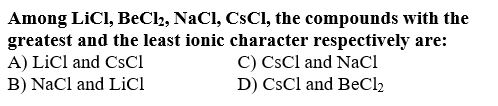 Among LiCl, BeCl₂, NaCl, CsCl, the compounds with the
greatest and the least ionic character respectively are:
A) LiCl and CsCl C) CsCl and NaCl
B) NaCl and LiCl D) CsCl and BeCl₂